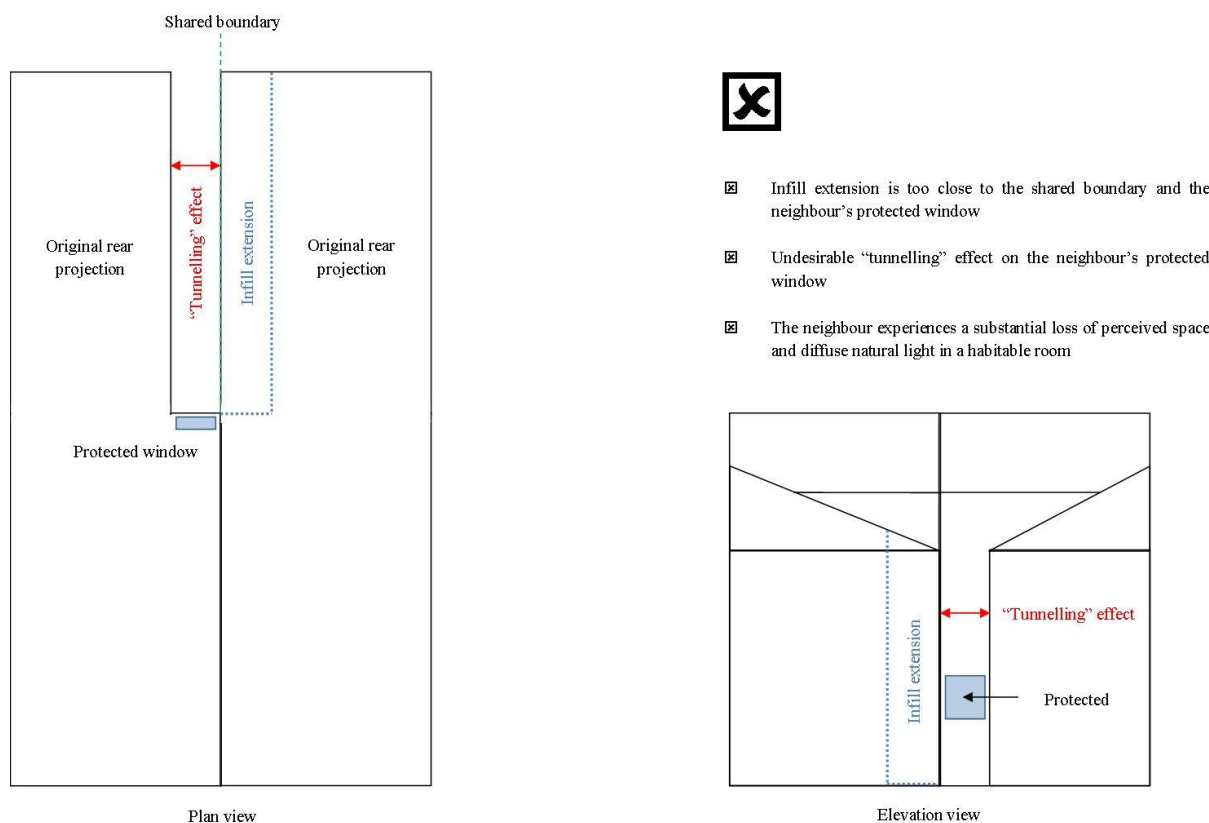 Shared boundary
"Tunnelling" effect
Infill extension
Original rear
projection
Original rear
projection
Protected window
Plan view
Infill extension is too close to the shared boundary and the
neighbour's protected window
Undesirable "tunnelling" effect on the neighbour's protected
window
The neighbour experiences a substantial loss of perceived space
and diffuse natural light in a habitable room
"Tunnelling" effect
Infill extension
Protected
Elevation view